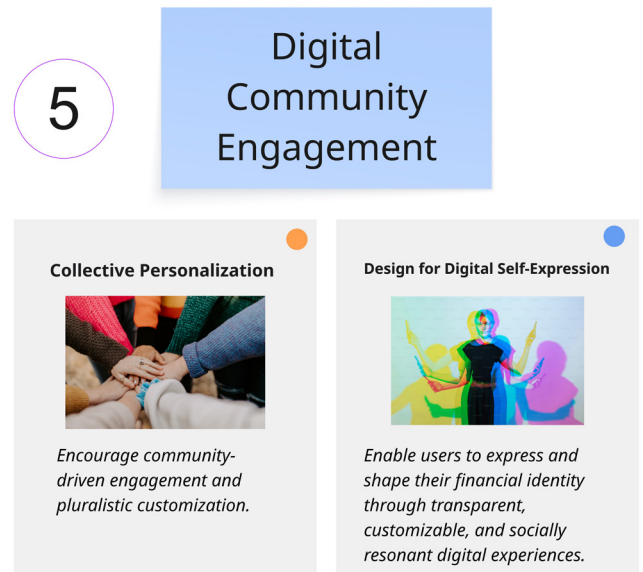 5
Digital
Community
Engagement
Collective Personalization
Encourage community-
driven engagement and
pluralistic customization.
Design for Digital Self-Expression
Enable users to express and
shape their financial identity
through transparent,
customizable, and socially
resonant digital experiences.